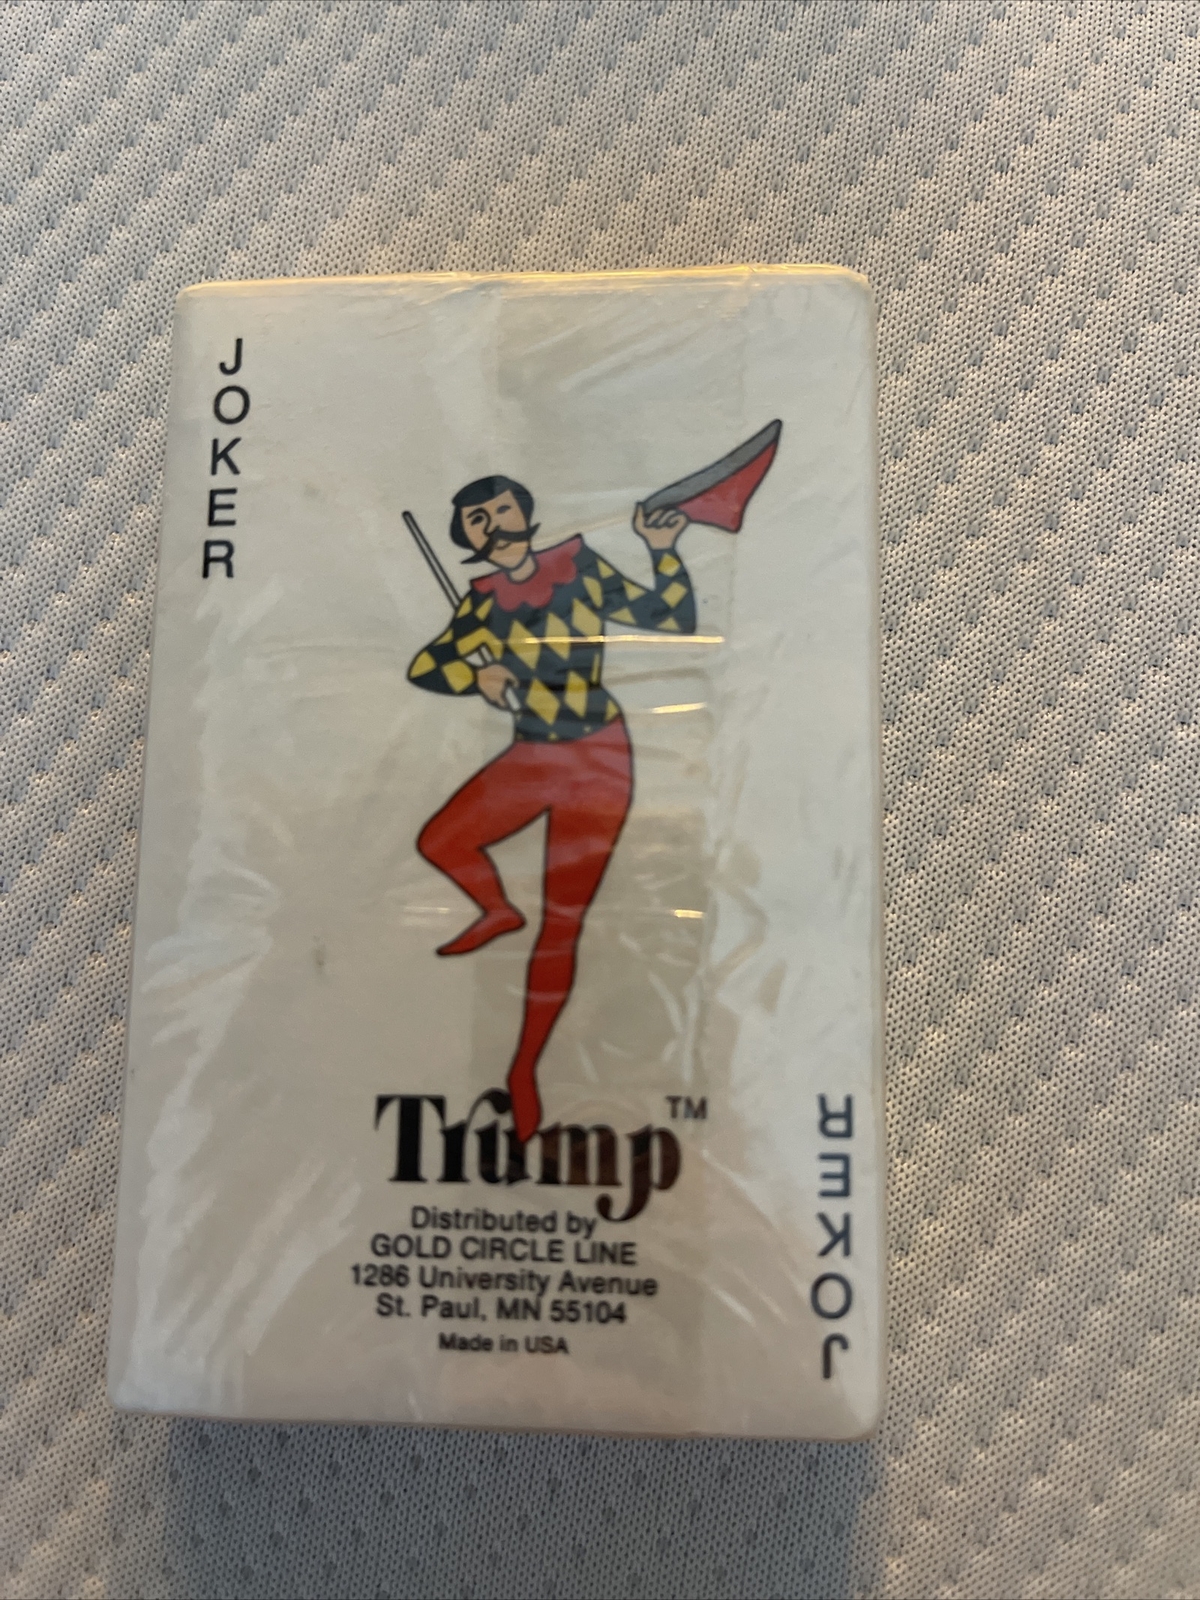 JOKER
Trump™
Distributed by
GOLD CIRCLE LINE
1286 University Avenue
St. Paul, MN 55104
Made in USA
JOKER